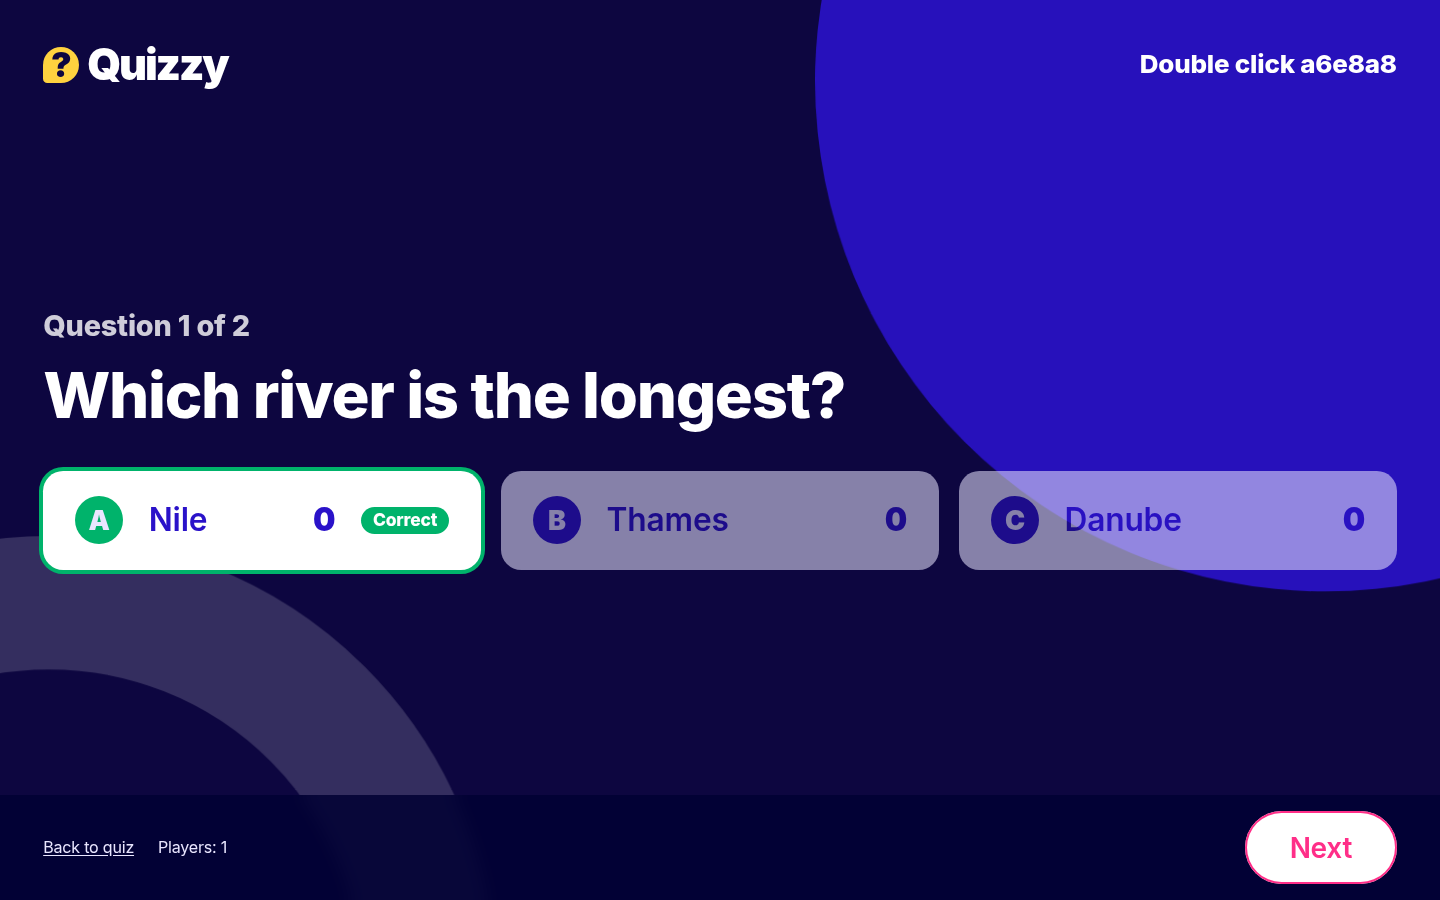 ? Quizzy
Double click a6e8a8
Question 1 of 2
Which river is the longest?
A Nile 0 Correct
B Thames 0
C Danube 0
Back to quiz Players: 1
Next